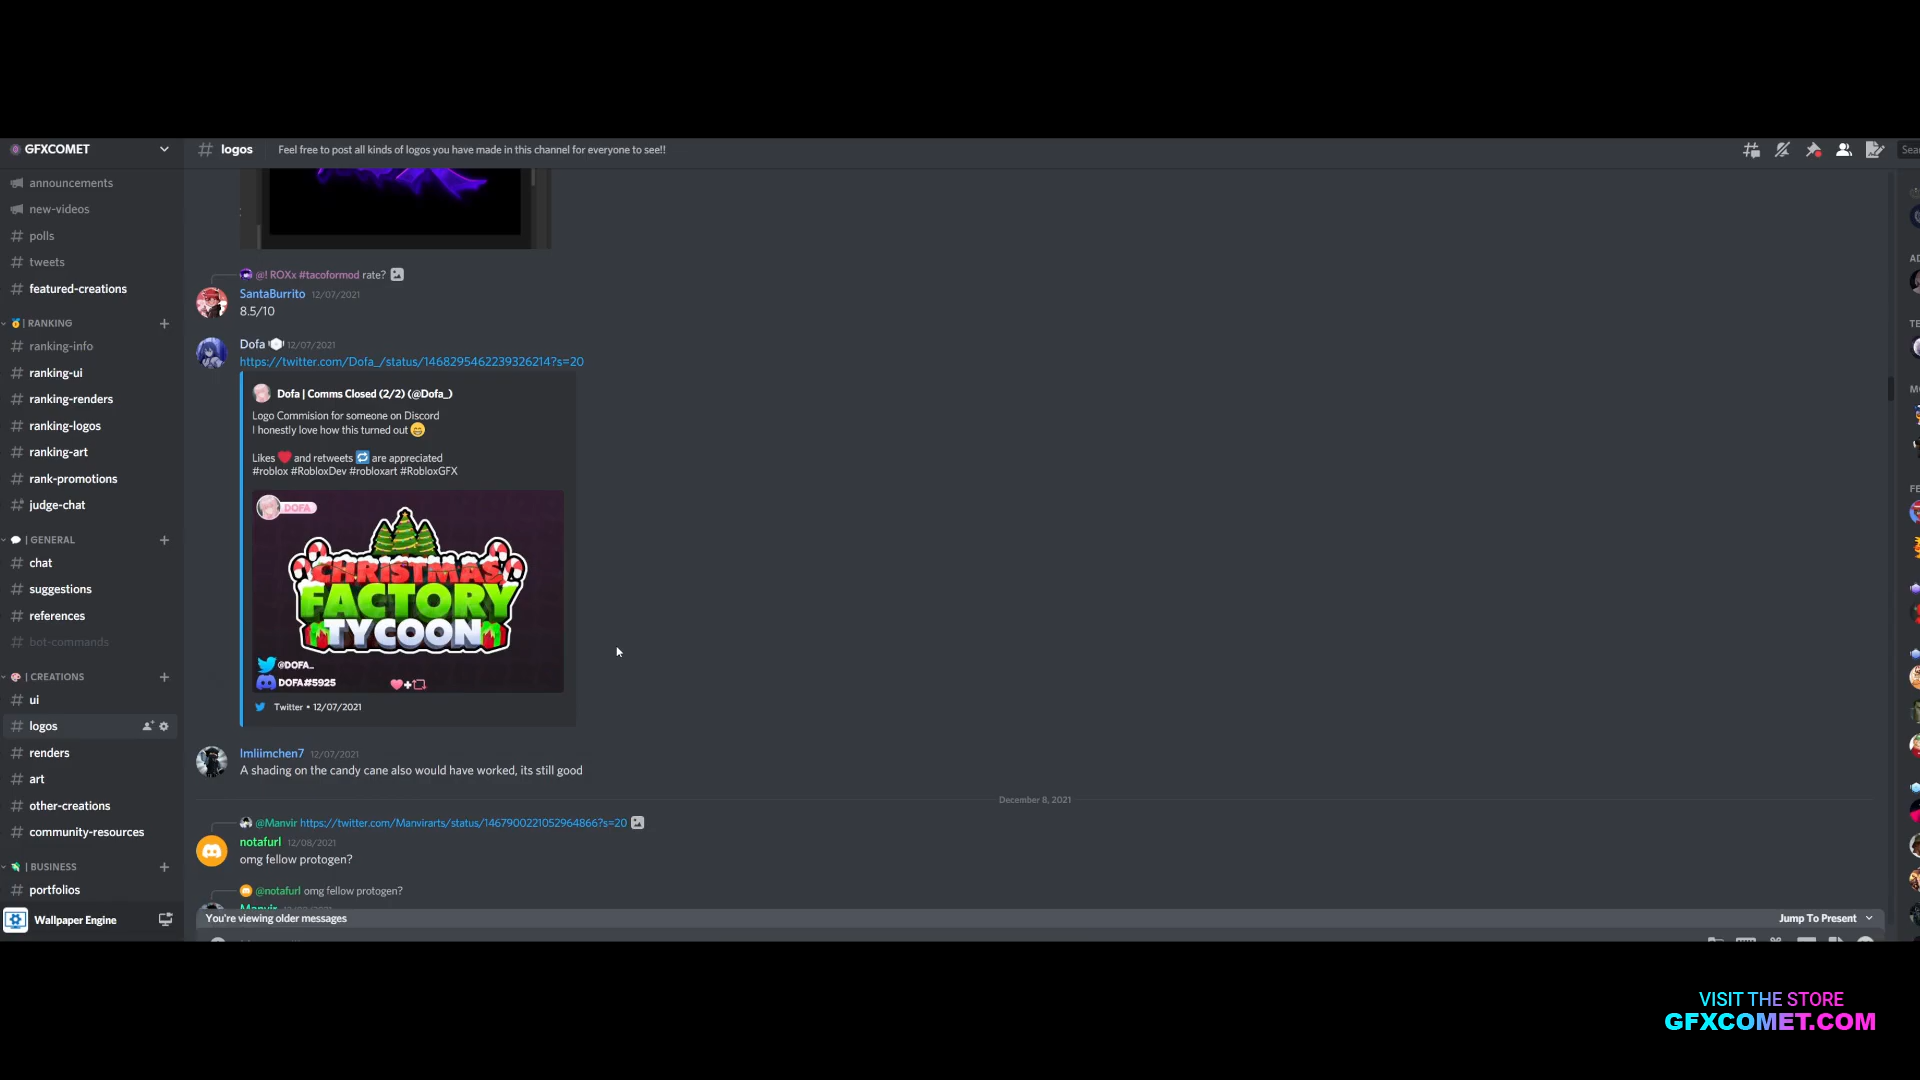 GFXCOMET
announcements
new-videos
polls
tweets
featured-creations
| RANKING
ranking-info
ranking-ui
ranking-renders
ranking-logos
ranking-art
rank-promotions
judge-chat
| GENERAL
chat
suggestions
references
bot-commands
| CREATIONS
ui
logos
renders
art
other-creations
community-resources
| BUSINESS
portfolios
Wallpaper Engine
logos Feel free to post all kinds of logos you have made in this channel for everyone to see!!
@! ROXx #tacoformod rate?
SantaBurrito 12/07/2021
8.5/10
Dofa 12/07/2021
https://twitter.com/Dofa_/status/1468295462239326214?s=20
Dofa | Comms Closed (2/2) (@Dofa_)
Logo Commision for someone on Discord
I honestly love how this turned out 😄
Likes ❤️ and retweets 🔁 are appreciated
#roblox #RobloxDev #robloxart #RobloxGFX
DOFA
CHRISTMAS
FACTORY
TYCOON
@DOFA_
DOFA#5925
Twitter • 12/07/2021
Imliimchen7 12/07/2021
A shading on the candy cane also would have worked, its still good
December 8, 2021
@Manvir https://twitter.com/Manvirarts/status/1467900221052964866?s=20
notafurl 12/08/2021
omg fellow protogen?
@notafurl omg fellow protogen?
You're viewing older messages
Jump To Present
VISIT THE STORE
GFXCOMET.COM